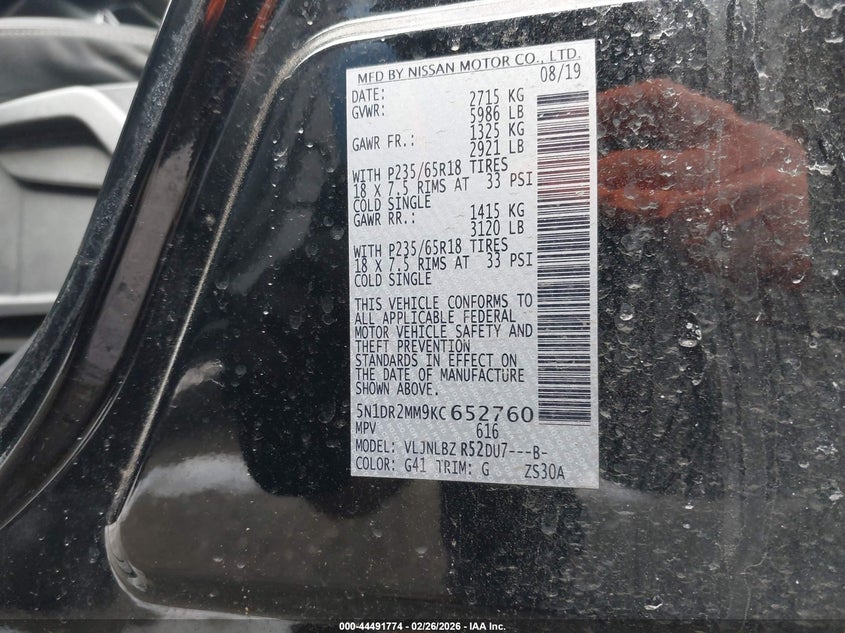 MFD BY NISSAN MOTOR CO., LTD.
DATE: 08/19
GVWR: 2715 KG
5986 LB
GAWR FR.: 1325 KG
2921 LB
WITH P235/65R18 TIRES
18 X 7.5 RIMS AT 33 PSI
COLD SINGLE
GAWR RR.: 1415 KG
3120 LB
WITH P235/65R18 TIRES
18 X 7.5 RIMS AT 33 PSI
COLD SINGLE
THIS VEHICLE CONFORMS TO
ALL APPLICABLE FEDERAL
MOTOR VEHICLE SAFETY AND
THEFT PREVENTION
STANDARDS IN EFFECT ON
THE DATE OF MANUFACTURE
SHOWN ABOVE.
5N1DR2MM9KC652760
MPV 616
MODEL: VLJNLBZ R52DU7---B-
COLOR: G41 TRIM: G ZS30A
000-44491774 - 02/26/2026 - IAA Inc.